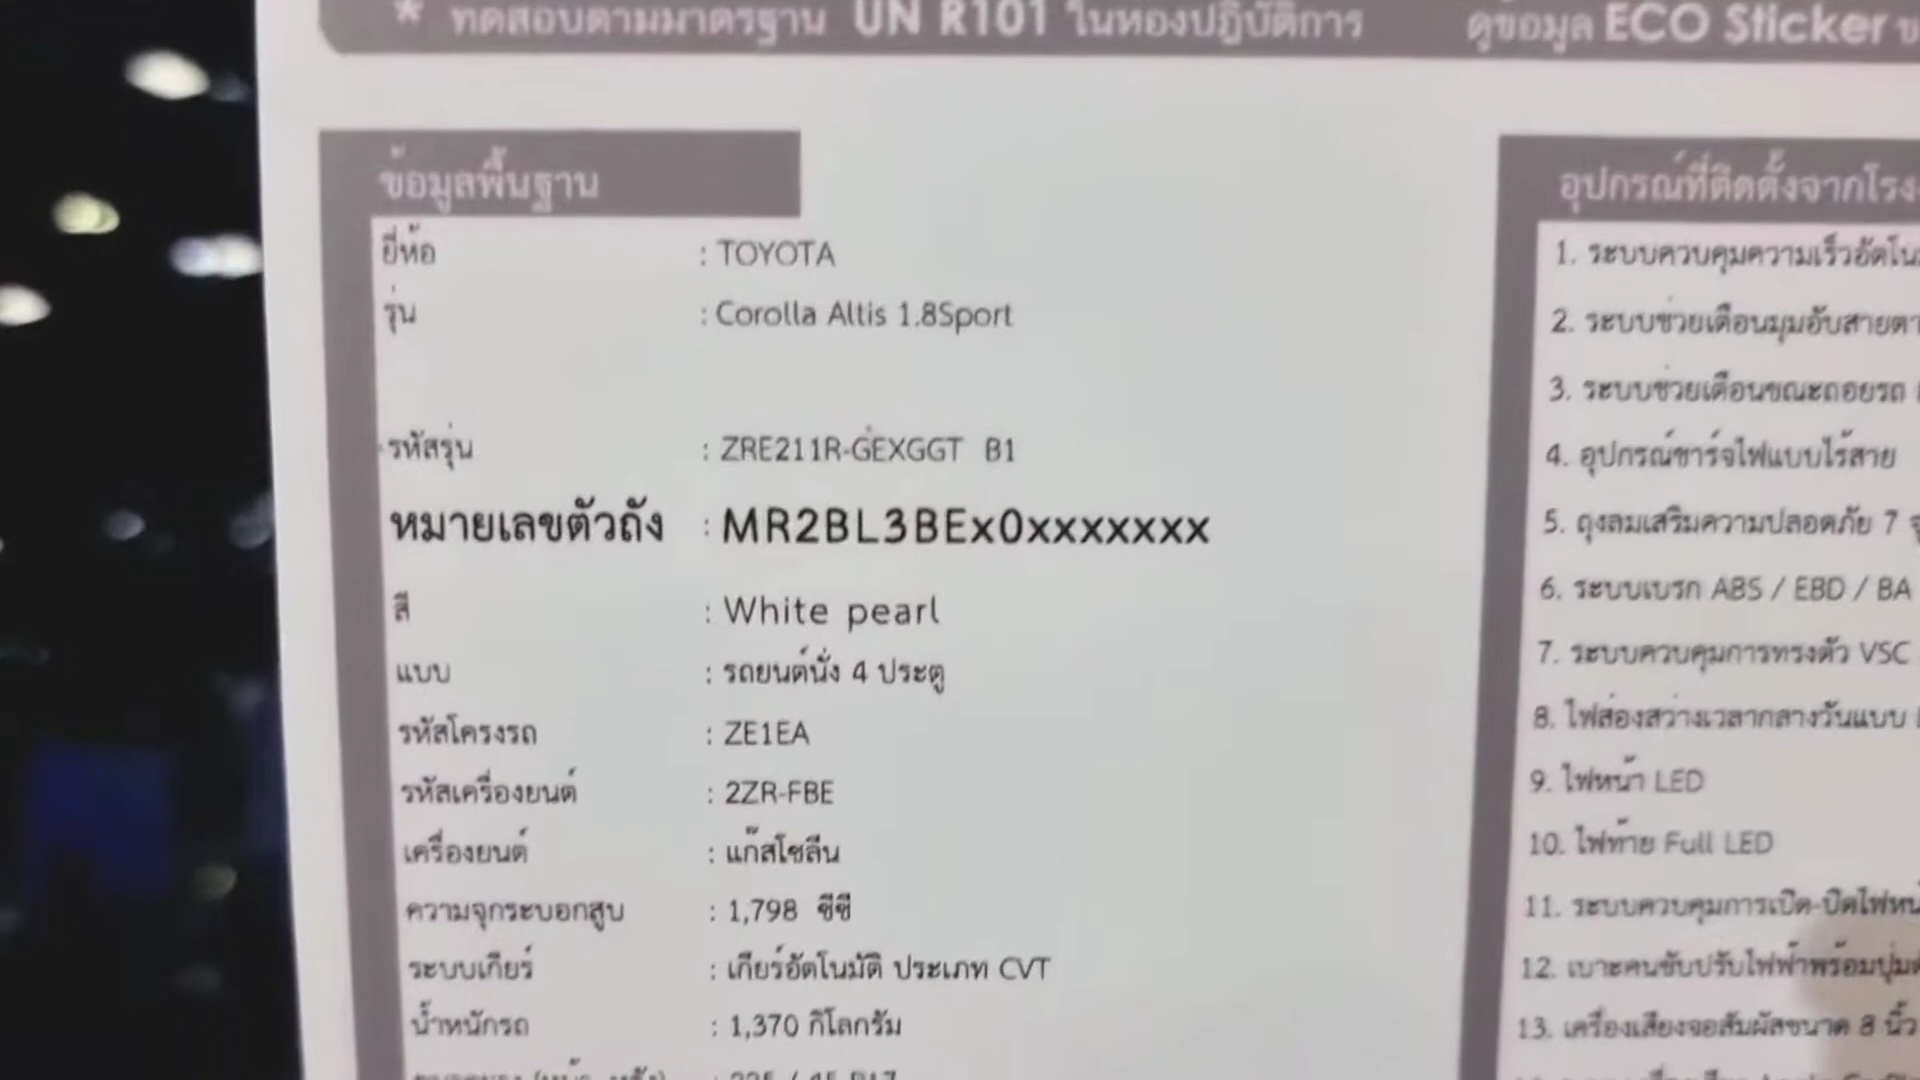 * ทดสอบตามมาตรฐาน UN R101 ในห้องปฏิบัติการ ดูข้อมูล ECO Sticker
ข้อมูลพื้นฐาน
ยี่ห้อ : TOYOTA
รุ่น : Corolla Altis 1.8Sport
รหัสรุ่น : ZRE211R-GEXGGT B1
หมายเลขตัวถัง : MR2BL3BEx0xxxxxxx
สี : White pearl
แบบ : รถยนต์นั่ง 4 ประตู
รหัสโครงรถ : ZE1EA
รหัสเครื่องยนต์ : 2ZR-FBE
เครื่องยนต์ : แก๊สโซลีน
ความจุกระบอกสูบ : 1,798 ซีซี
ระบบเกียร์ : เกียร์อัตโนมัติ ประเภท CVT
น้ำหนักรถ : 1,370 กิโลกรัม
อุปกรณ์ที่ติดตั้งจากโรง
1. ระบบควบคุมความเร็วอัตโน
2. ระบบช่วยเตือนมุมอับสายตา
3. ระบบช่วยเตือนขณะถอยรถ
4. อุปกรณ์ชาร์จไฟแบบไร้สาย
5. ถุงลมเสริมความปลอดภัย 7
6. ระบบเบรก ABS / EBD / BA
7. ระบบควบคุมการทรงตัว VSC
8. ไฟส่องสว่างเวลากลางวันแบบ
9. ไฟหน้า LED
10. ไฟท้าย Full LED
11. ระบบควบคุมการเปิด-ปิดไฟหน้
12. เบาะคนขับปรับไฟฟ้าพร้อมปุ่ม
13. เครื่องเสียงจอสัมผัสขนาด 8 นิ้ว